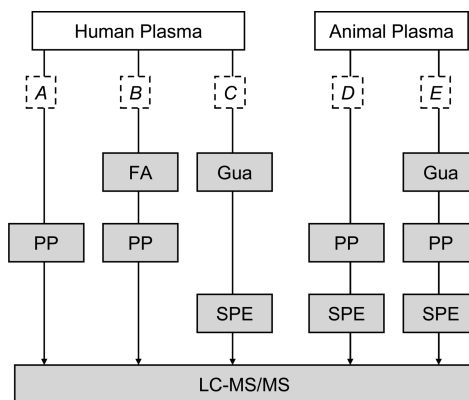 Human Plasma Animal Plasma
A B C D E
FA Gua Gua
PP PP PP PP
SPE SPE SPE
LC-MS/MS